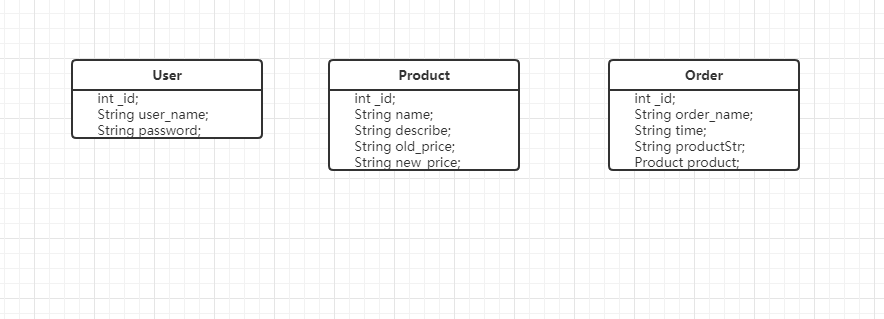 User
int _id;
String user_name;
String password;
Product
int _id;
String name;
String describe;
String old_price;
String new_price;
Order
int _id;
String order_name;
String time;
String productStr;
Product product;